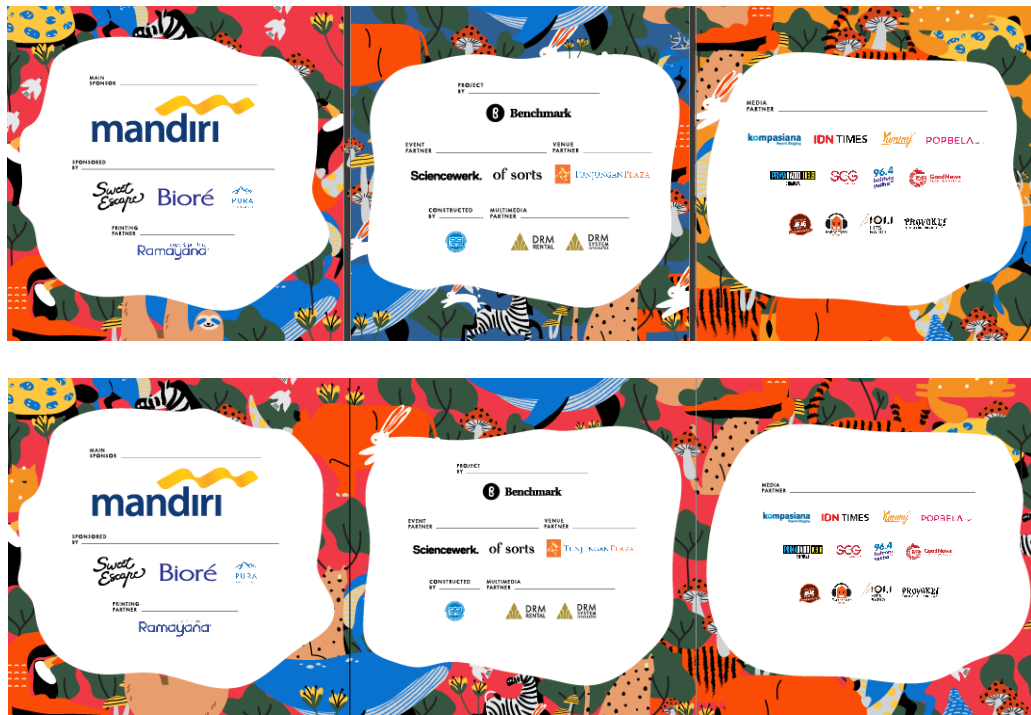 MAIN
SPONSOR
mandırı
SPONSORED
BY
Sweet
Escape
Bioré
PURA
PRINTING
PARTNER
Ramayana
PROJECT
BY
Benchmark
EVENT
PARTNER
VENUE
PARTNER
Sciencewerk.
of sorts
TUNJUNGAN PLAZA
CONSTRUCTED
BY
MULTIMEDIA
PARTNER
DRM
RENTAL
DRM
SYSTEM
MEDIA
PARTNER
kompasiana
IDN TIMES
Yummy
POPBELA
SCG
96.4
GoodNews
101.1
PROVOKE!
MAIN
SPONSOR
mandırı
SPONSORED
BY
Sweet
Escape
Bioré
PURA
PRINTING
PARTNER
Ramayana
PROJECT
BY
Benchmark
EVENT
PARTNER
VENUE
PARTNER
Sciencewerk.
of sorts
TUNJUNGAN PLAZA
CONSTRUCTED
BY
MULTIMEDIA
PARTNER
DRM
RENTAL
DRM
SYSTEM
MEDIA
PARTNER
kompasiana
IDN TIMES
Yummy
POPBELA
SCG
96.4
GoodNews
101.1
PROVOKE!